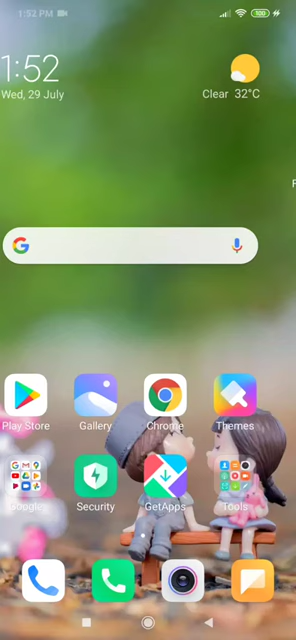 1:52 PM
100
1:52
Wed, 29 July
Clear 32°C
F
Play Store
Gallery
Chrome
Themes
Google
Security
GetApps
Tools